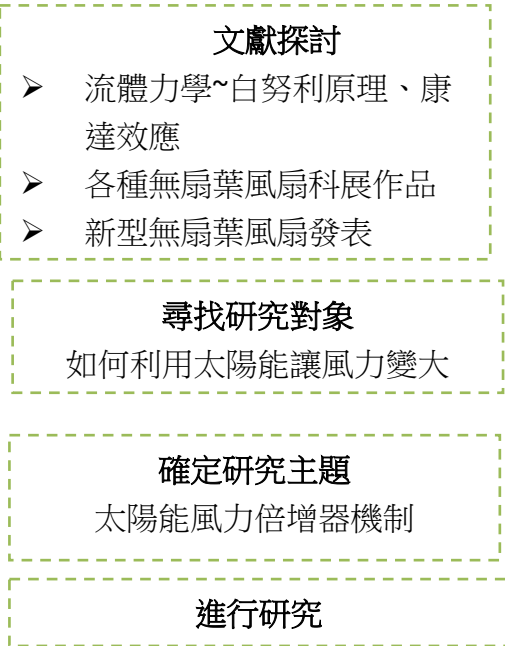 文獻探討
➢ 流體力學~白努利原理、康
達效應
➢ 各種無扇葉風扇科展作品
➢ 新型無扇葉風扇發表
尋找研究對象
如何利用太陽能讓風力變大
確定研究主題
太陽能風力倍增器機制
進行研究